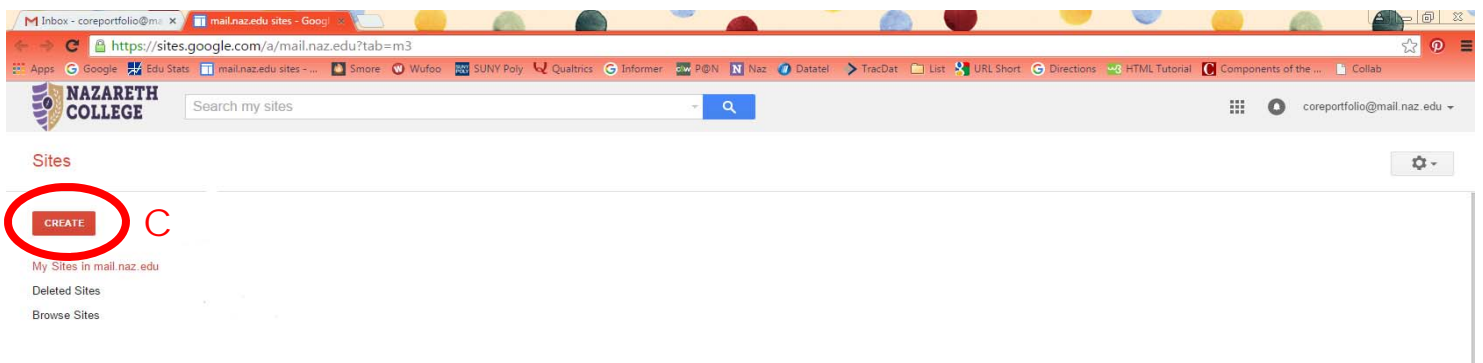 Inbox - coreportfolio@ma
mail.naz.edu sites - Googl
https://sites.google.com/a/mail.naz.edu?tab=m3
Apps Google Edu Stats mail.naz.edu sites - ... Smore Wufoo SUNY Poly Qualtrics Informer P@N Naz Datatel TracDat List URL Short Directions HTML Tutorial Components of the ... Collab
NAZARETH
COLLEGE
Search my sites
coreportfolio@mail.naz.edu
Sites
CREATE
C
My Sites in mail.naz.edu
Deleted Sites
Browse Sites